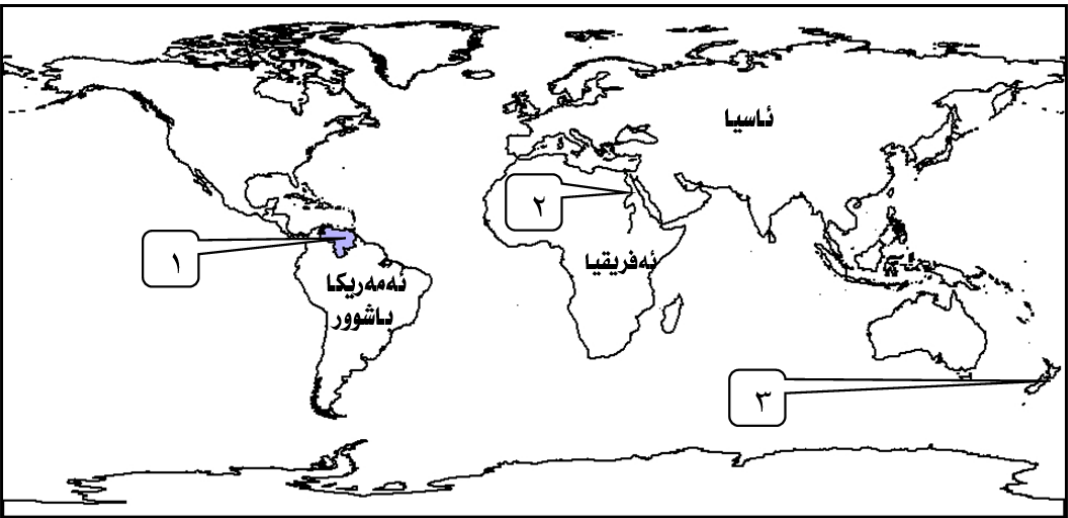 ئاسیا
٢
ئەفریقیا
١
ئەمەریکا
باشوور
٣